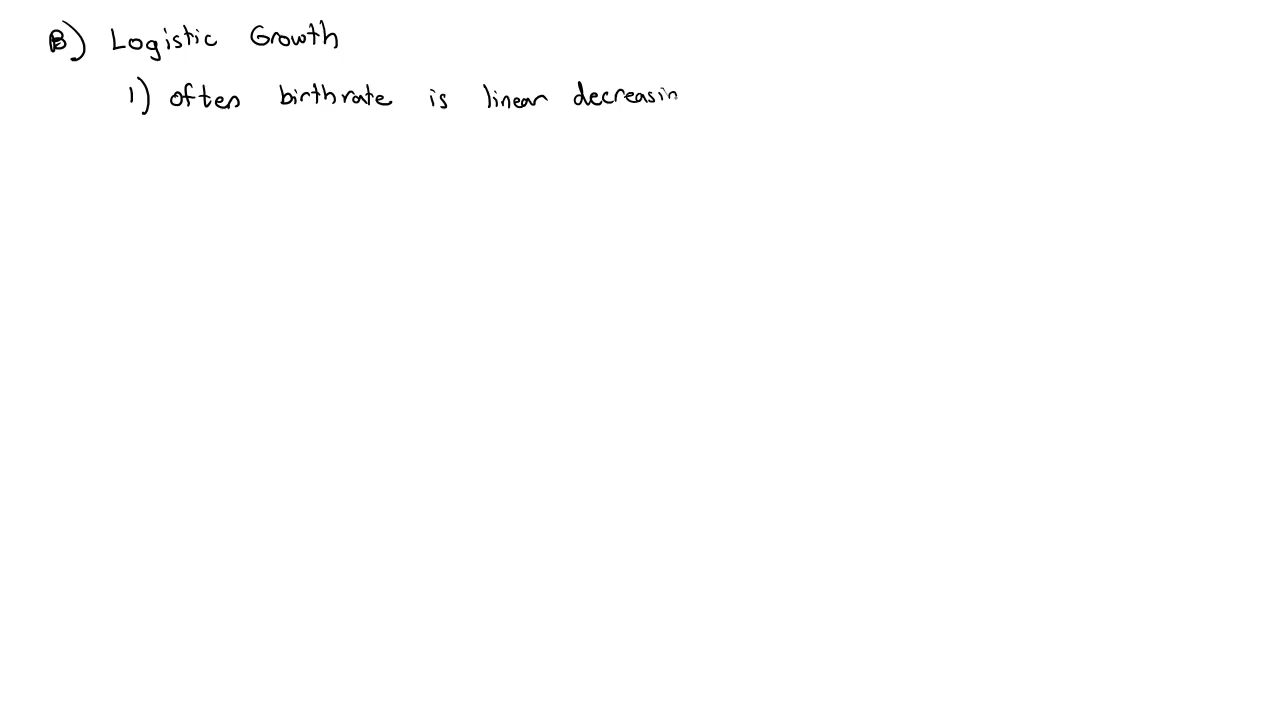 B) Logistic Growth
1) often birthrate is linear decreasin